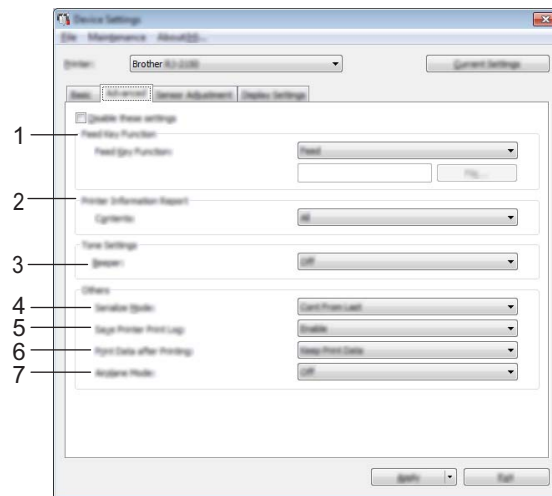 Device Settings
File Maintenance About
Printer: Brother Current Settings
Basic Advanced Sensor Adjustment Display Settings
Disable these settings
1 Feed Key Function
Feed Key Function: Feed
File...
2 Printer Information Report
Contents: All
Tone Settings
3 Beeper: Off
Others
4 Serialize Mode: Cont From Last
5 Save Printer Print Log: Enable
6 Print Data after Printing: Keep Print Data
7 Airplane Mode: Off
Apply Exit